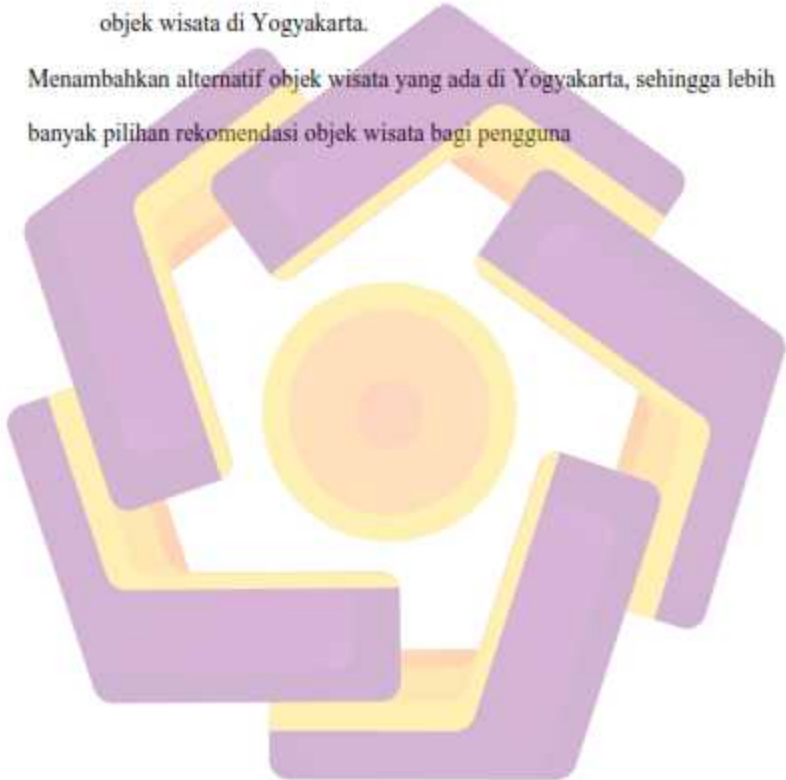 objek wisata di Yogyakarta.
Menambahkan alternatif objek wisata yang ada di Yogyakarta, sehingga lebih
banyak pilihan rekomendasi objek wisata bagi pengguna